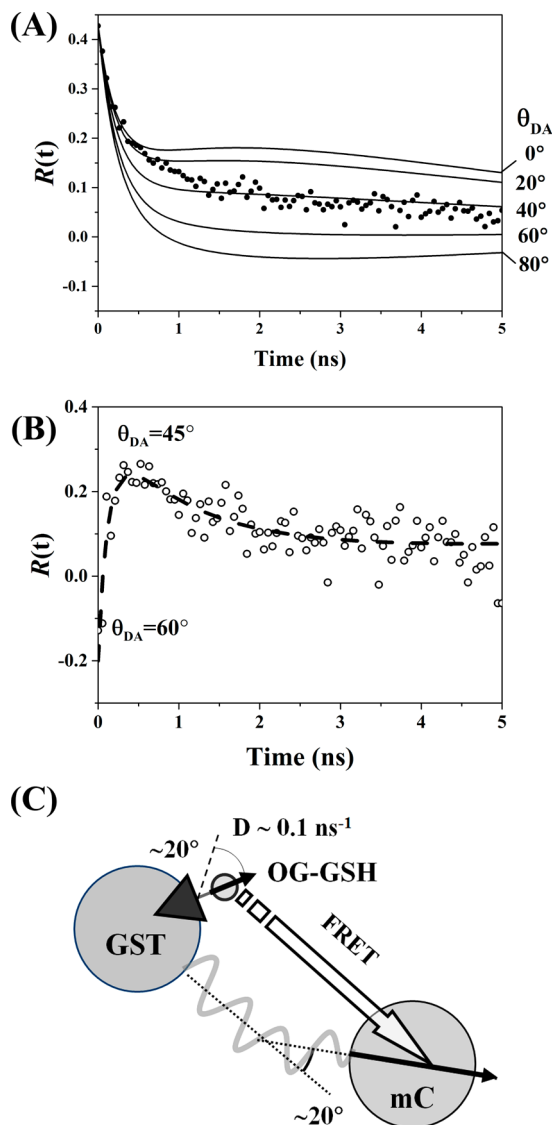 (A)
0.4
0.3
0.2
0.1
0.0
-0.1
R(t)
θDA
0°
20°
40°
60°
80°
0 1 2 3 4 5
Time (ns)
(B)
0.4
0.2
0.0
-0.2
R(t)
θDA=45°
θDA=60°
0 1 2 3 4 5
Time (ns)
(C)
D ~ 0.1 ns⁻¹
~20°
OG-GSH
GST
FRET
mC
~20°